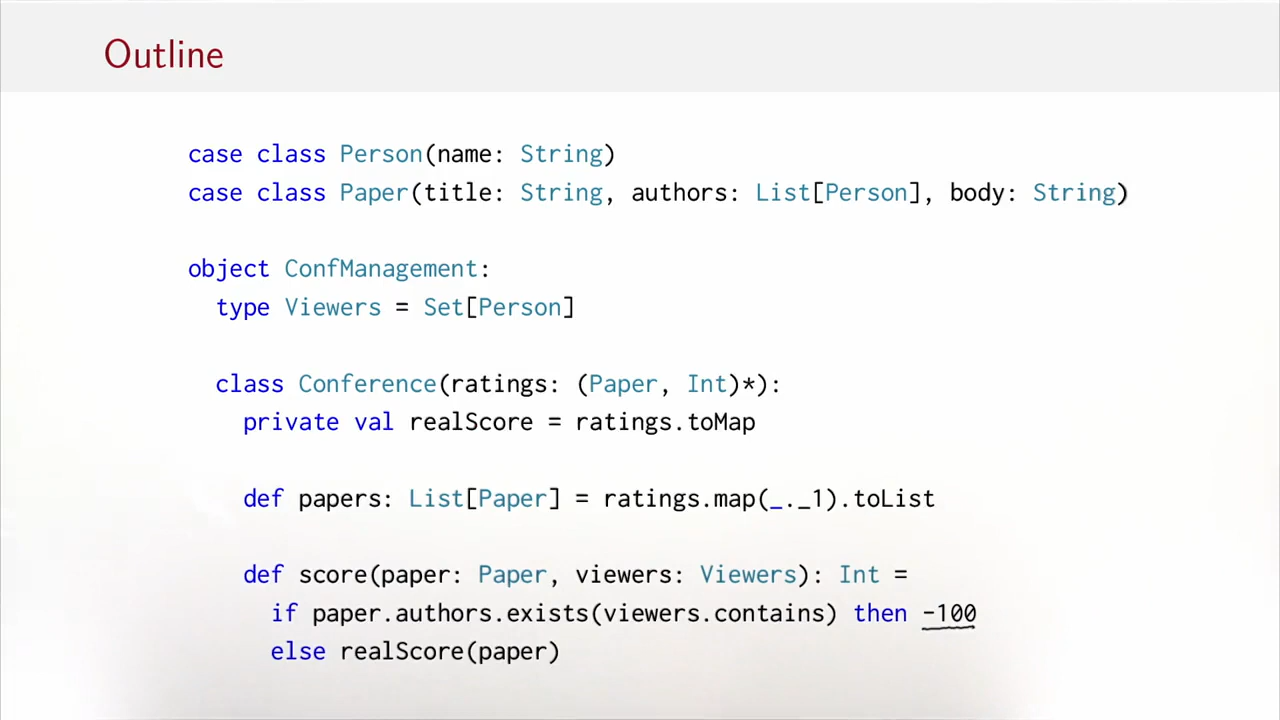 Outline
case class Person(name: String)
case class Paper(title: String, authors: List[Person], body: String)
object ConfManagement:
type Viewers = Set[Person]
class Conference(ratings: (Paper, Int)*):
private val realScore = ratings.toMap
def papers: List[Paper] = ratings.map(_._1).toList
def score(paper: Paper, viewers: Viewers): Int =
if paper.authors.exists(viewers.contains) then -100
else realScore(paper)